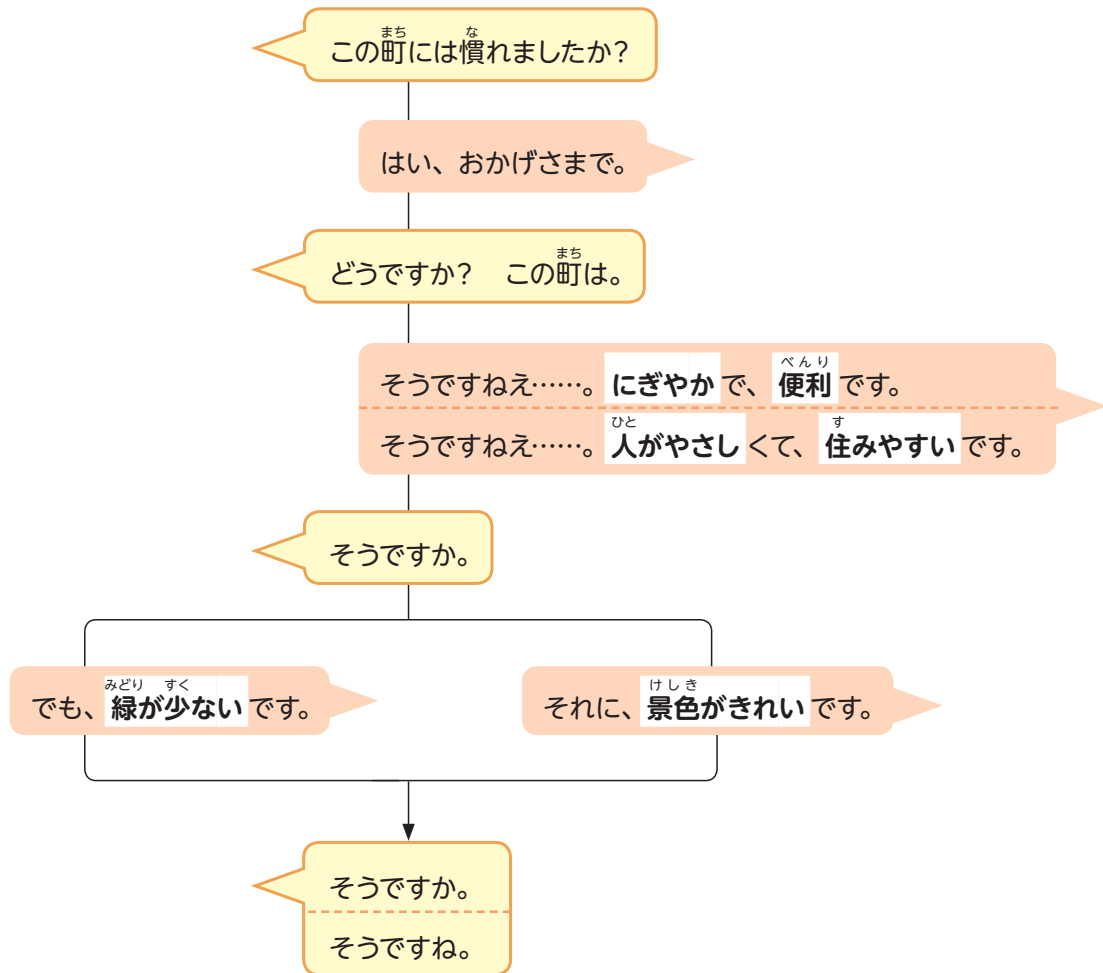 この町には慣れましたか?
はい、おかげさまで。
どうですか? この町は。
そうですねえ……。にぎやかで、便利です。
そうですねえ……。人がやさしくて、住みやすいです。
そうですか。
でも、緑が少ないです。
それに、景色がきれいです。
そうですか。
そうですね。